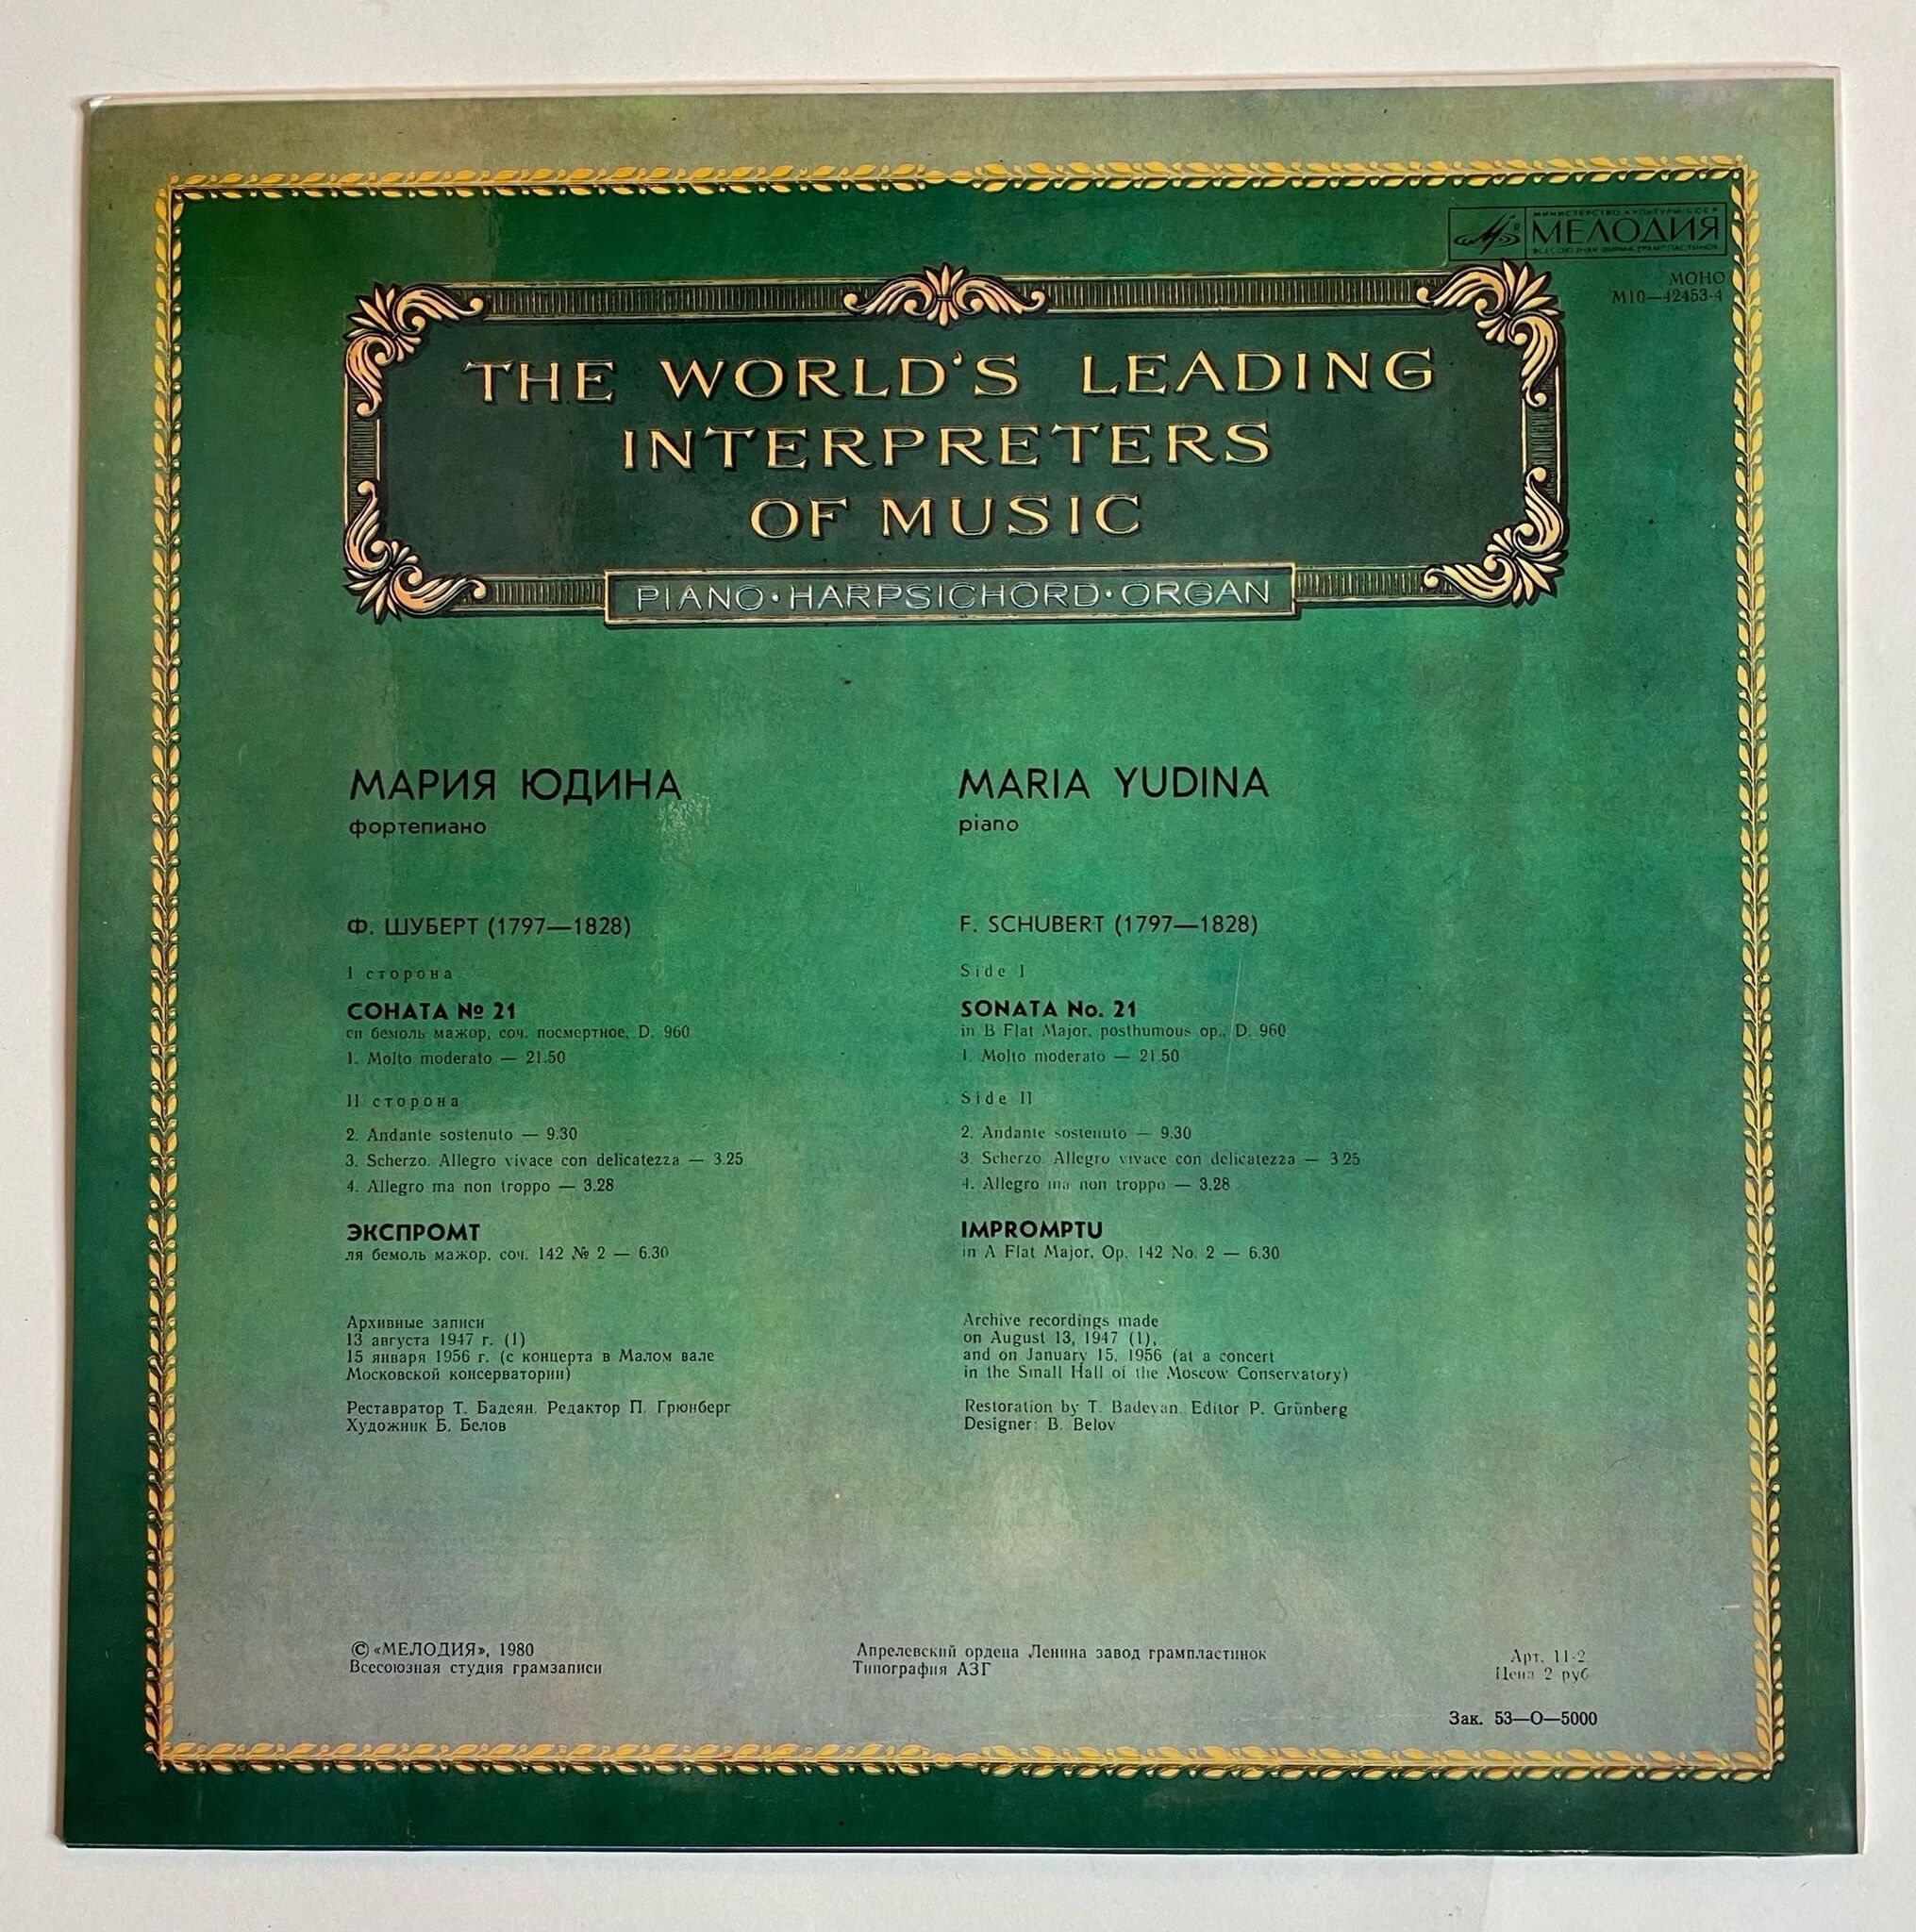 МИНИСТЕРСТВО КУЛЬТУРЫ СССР
МЕЛОДИЯ
ВСЕСОЮЗНАЯ ФИРМА ГРАМПЛАСТИНОК
МОНО
М10—42453-4
THE WORLD'S LEADING
INTERPRETERS
OF MUSIC
PIANO·HARPSICHORD·ORGAN
МАРИЯ ЮДИНА
фортепиано
Ф. ШУБЕРТ (1797—1828)
I сторона
СОНАТА № 21
си бемоль мажор, соч. посмертное, D. 960
1. Molto moderato — 21.50
II сторона
2. Andante sostenuto — 9.30
3. Scherzo. Allegro vivace con delicatezza — 3.25
4. Allegro ma non troppo — 3.28
ЭКСПРОМТ
ля бемоль мажор, соч. 142 № 2 — 6.30
Архивные записи
13 августа 1947 г. (1)
15 января 1956 г. (с концерта в Малом зале
Московской консерватории)
Реставратор Т. Бадеян. Редактор П. Грюнберг
Художник Б. Белов
MARIA YUDINA
piano
F. SCHUBERT (1797—1828)
Side I
SONATA No. 21
in B Flat Major, posthumous op., D. 960
1. Molto moderato — 21.50
Side II
2. Andante sostenuto — 9.30
3. Scherzo. Allegro vivace con delicatezza — 3.25
4. Allegro ma non troppo — 3.28
IMPROMPTU
in A Flat Major, Op. 142 No. 2 — 6.30
Archive recordings made
on August 13, 1947 (1),
and on January 15, 1956 (at a concert
in the Small Hall of the Moscow Conservatory)
Restoration by T. Badeyan. Editor P. Grünberg
Designer: B. Belov
© «МЕЛОДИЯ», 1980
Всесоюзная студия грамзаписи
Апрелевский ордена Ленина завод грампластинок
Типография АЗГ
Арт. 11-2
Цена 2 руб
Зак. 53—О—5000